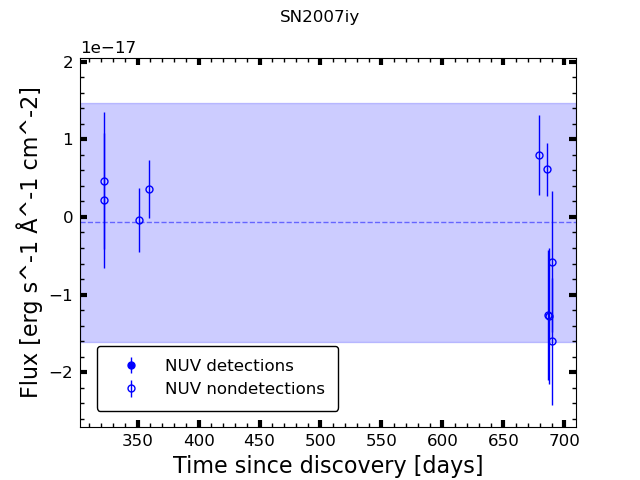 SN2007iy
1e−17
2
1
0
−1
−2
Flux [erg s^-1 Å^-1 cm^-2]
NUV detections
NUV nondetections
350 400 450 500 550 600 650 700
Time since discovery [days]